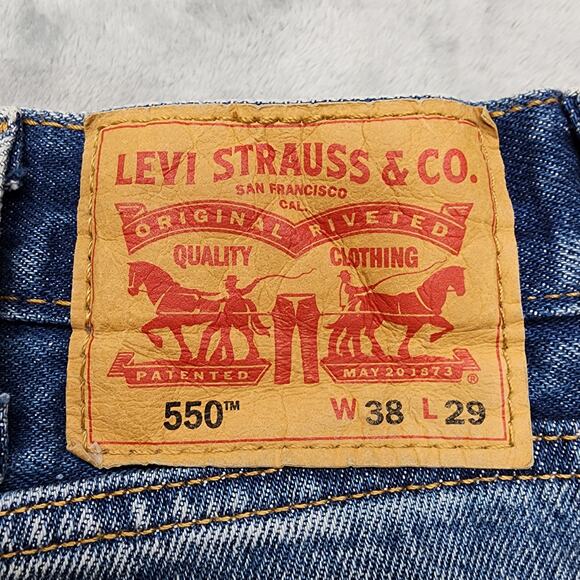 LEVI STRAUSS & CO.
SAN FRANCISCO
CAL.
ORIGINAL RIVETED
QUALITY CLOTHING
PATENTED MAY 20 1873 ®
550™ W 38 L 29